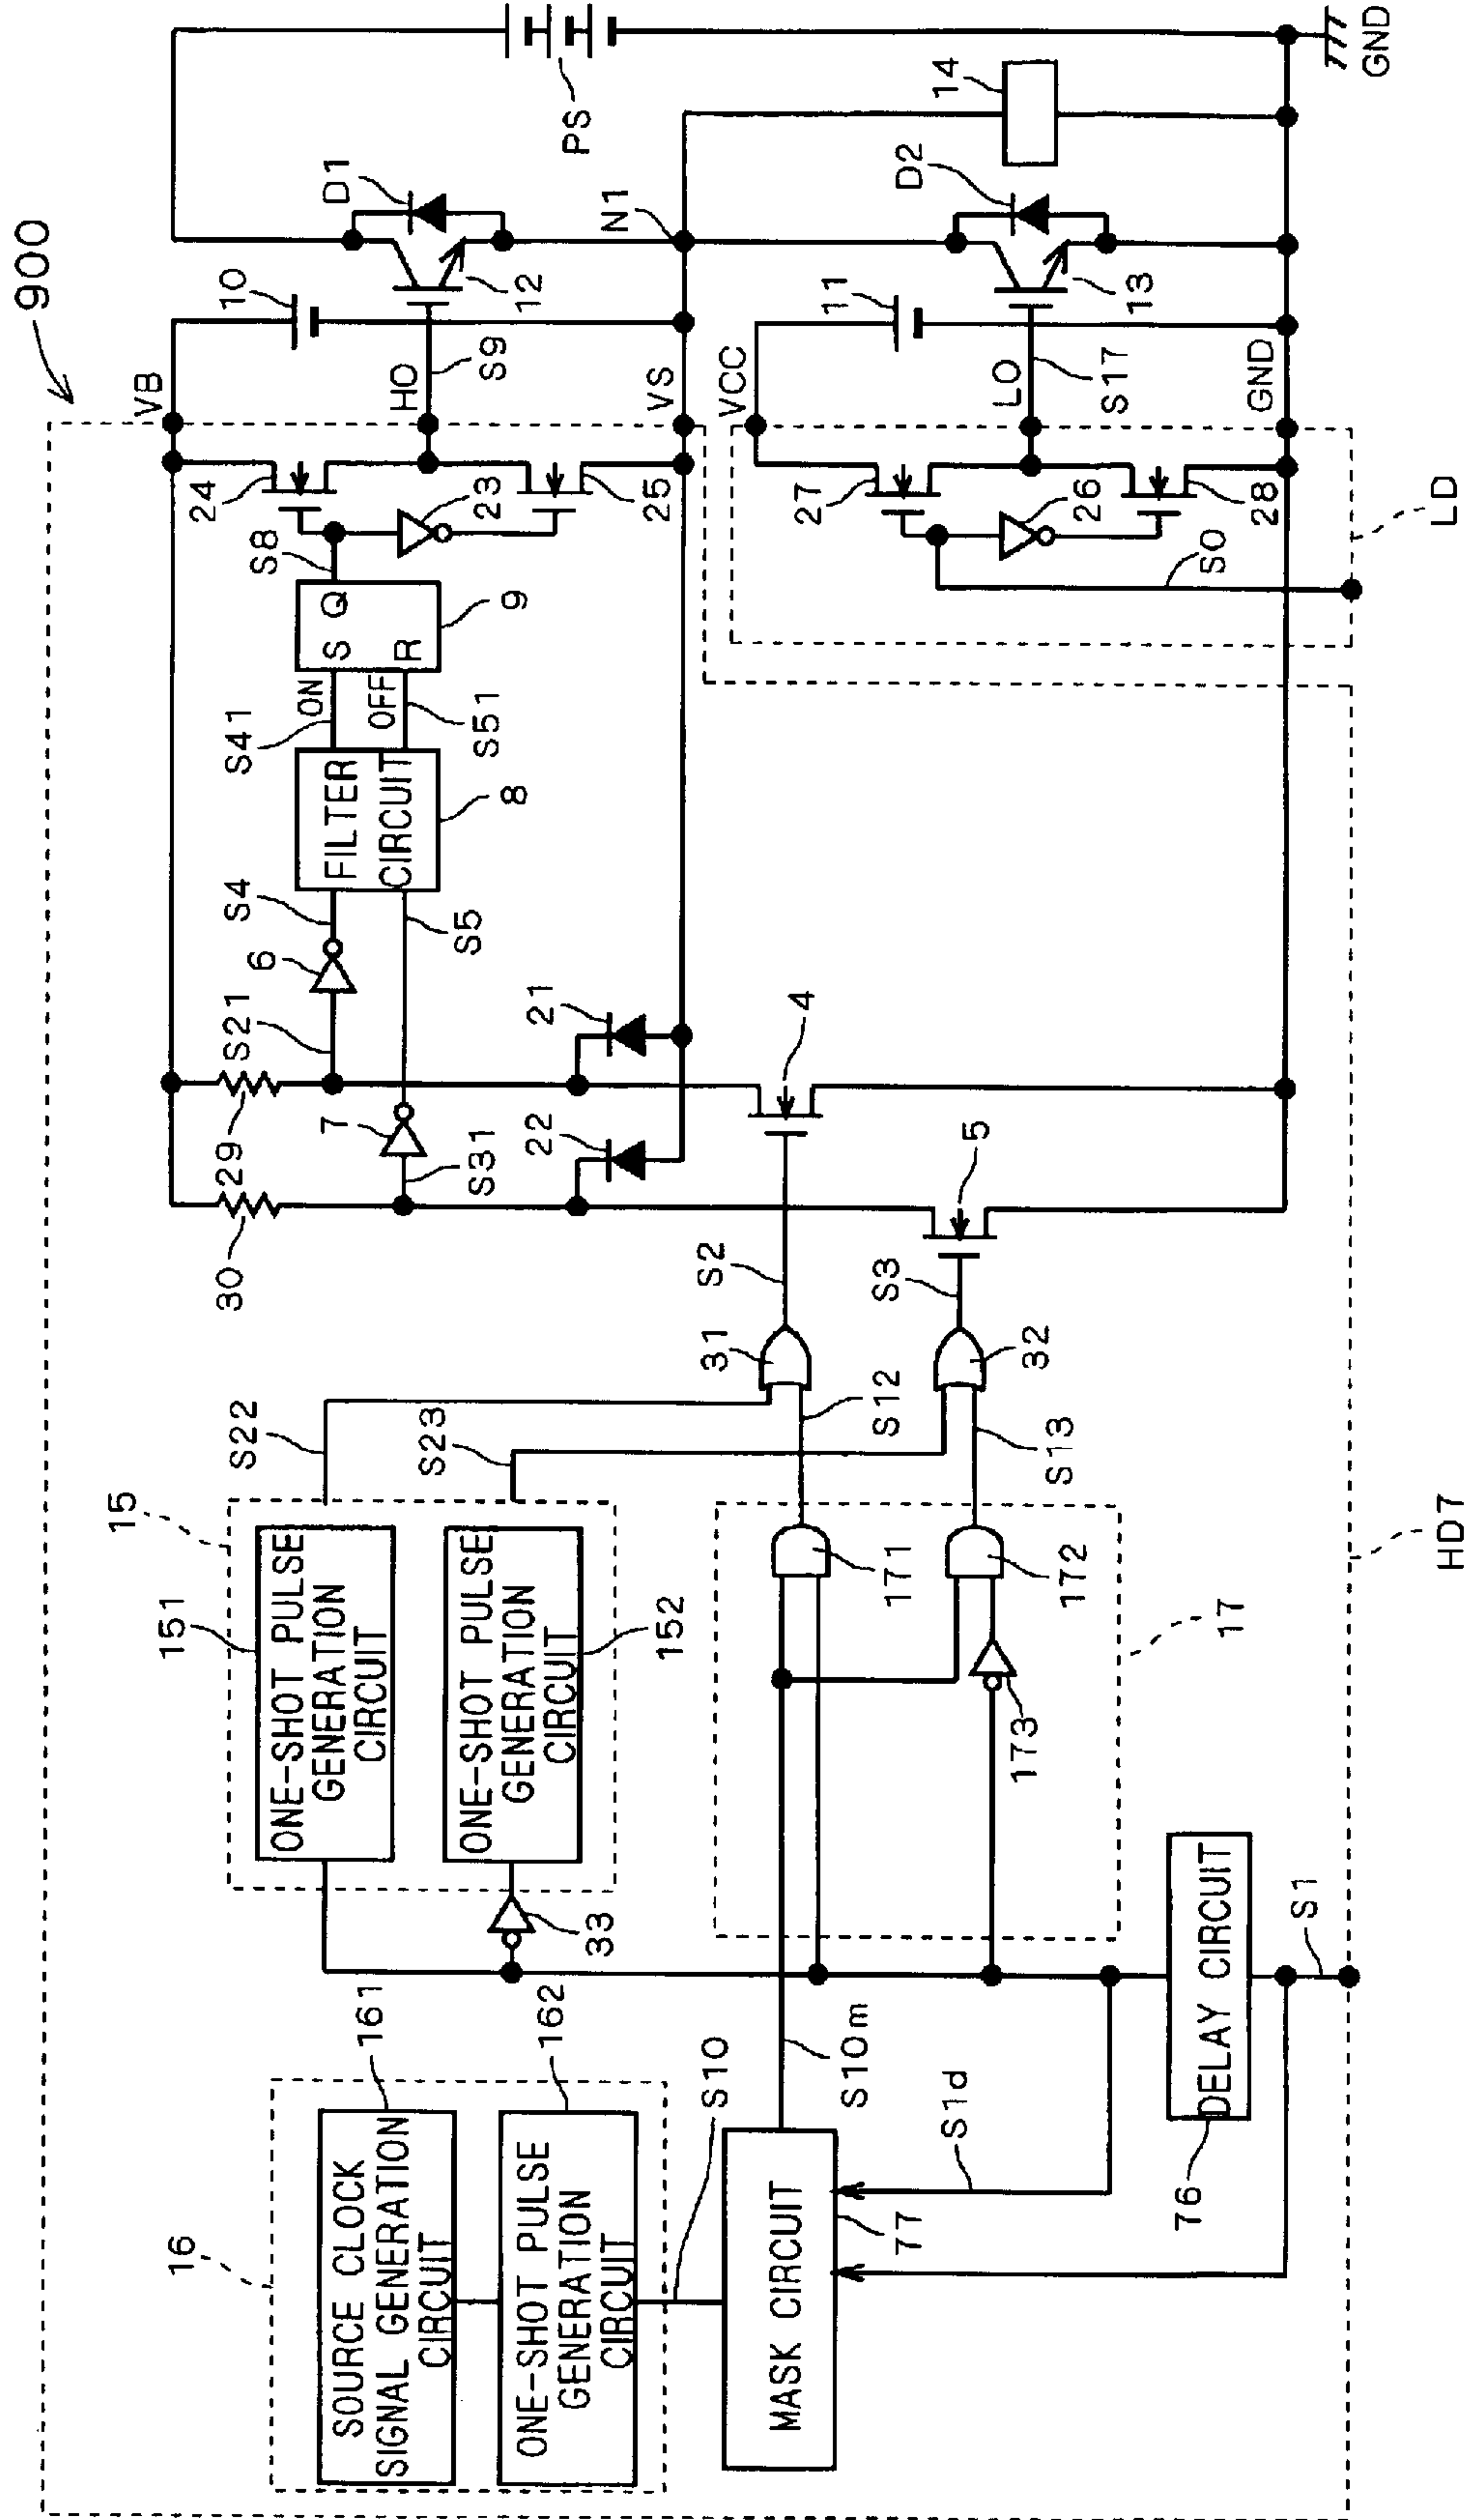 900
16
SOURCE CLOCK
SIGNAL GENERATION
CIRCUIT
161
ONE-SHOT PULSE
GENERATION
CIRCUIT
162
S10
MASK CIRCUIT
77
S10m
S1d
76
DELAY CIRCUIT
S1
15
151
ONE-SHOT PULSE
GENERATION
CIRCUIT
ONE-SHOT PULSE
GENERATION
CIRCUIT
152
33
S22
S23
171
172
173
17
S12
S13
31
32
S2
S3
4
5
30
29
S21
S31
6
7
22
21
S4
S5
FILTER
CIRCUIT
8
S41
ON
OFF
S51
S
Q
R
9
S8
24
23
25
VB
HO
VS
10
S9
12
D1
N1
PS
VCC
LO
GND
11
S17
13
D2
14
GND
27
26
28
S0
LD
HD7